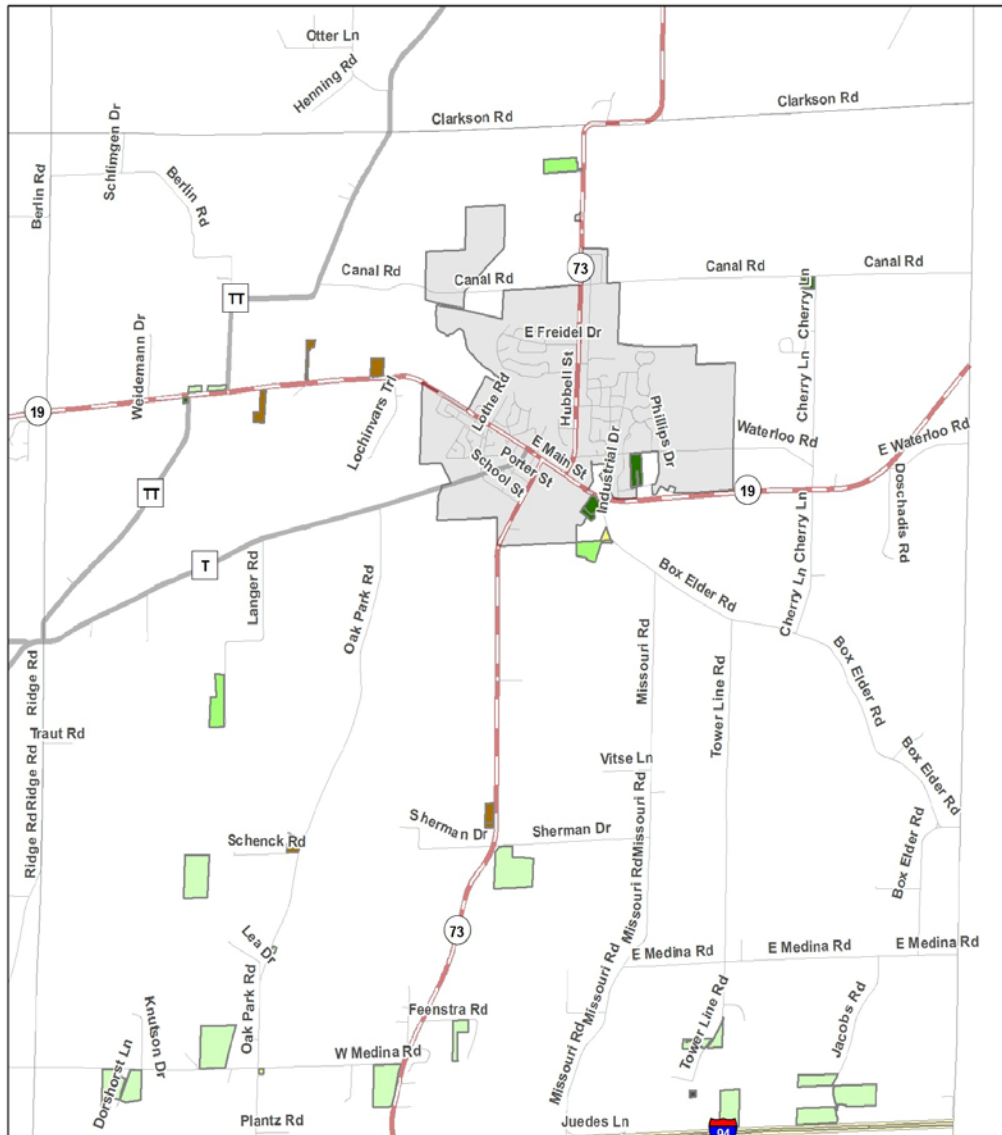 Otter Ln
Henning Rd
Clarkson Rd
Clarkson Rd
Schlimgen Dr
Berlin Rd
Berlin Rd
Canal Rd
Canal Rd
73
Canal Rd
Canal Rd
TT
Cherry Ln
Weidemann Dr
E Freidel Dr
Hubbell St
Cherry Ln
19
Lochinvars Trl
Lothe Rd
Phillips Dr
Waterloo Rd
E Waterloo Rd
E Main St
Porter St
School St
Industrial Dr
TT
19
Doschadis Rd
T
Cherry Ln
Langer Rd
Oak Park Rd
Box Elder Rd
Cherry Ln
Ridge Rd
Missouri Rd
Tower Line Rd
Box Elder Rd
Traut Rd
Ridge Rd
Vitse Ln
Box Elder Rd
Ridge Rd
Schenck Rd
Sherman Dr
Sherman Dr
Missouri Rd
Box Elder Rd
Missouri Rd
Lea Dr
73
E Medina Rd
E Medina Rd
E Medina Rd
Oak Park Rd
Knutson Dr
Feenstra Rd
Missouri Rd
Tower Line Rd
Jacobs Rd
Dorshorst Ln
W Medina Rd
Missouri Rd
Plantz Rd
Juedes Ln
94